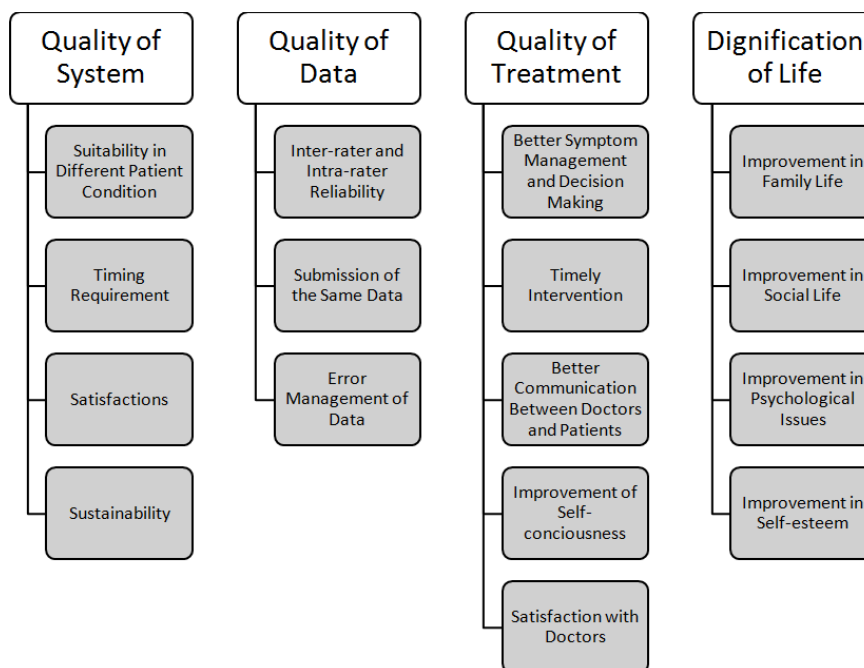 Quality of
System
Suitability in
Different Patient
Condition
Timing
Requirement
Satisfactions
Sustainability
Quality of
Data
Inter-rater and
Intra-rater
Reliability
Submission of
the Same Data
Error
Management of
Data
Quality of
Treatment
Better Symptom
Management
and Decision
Making
Timely
Intervention
Better
Communication
Between Doctors
and Patients
Improvement of
Self-
conciousness
Satisfaction with
Doctors
Dignification
of Life
Improvement in
Family Life
Improvement in
Social Life
Improvement in
Psychological
Issues
Improvement in
Self-esteem